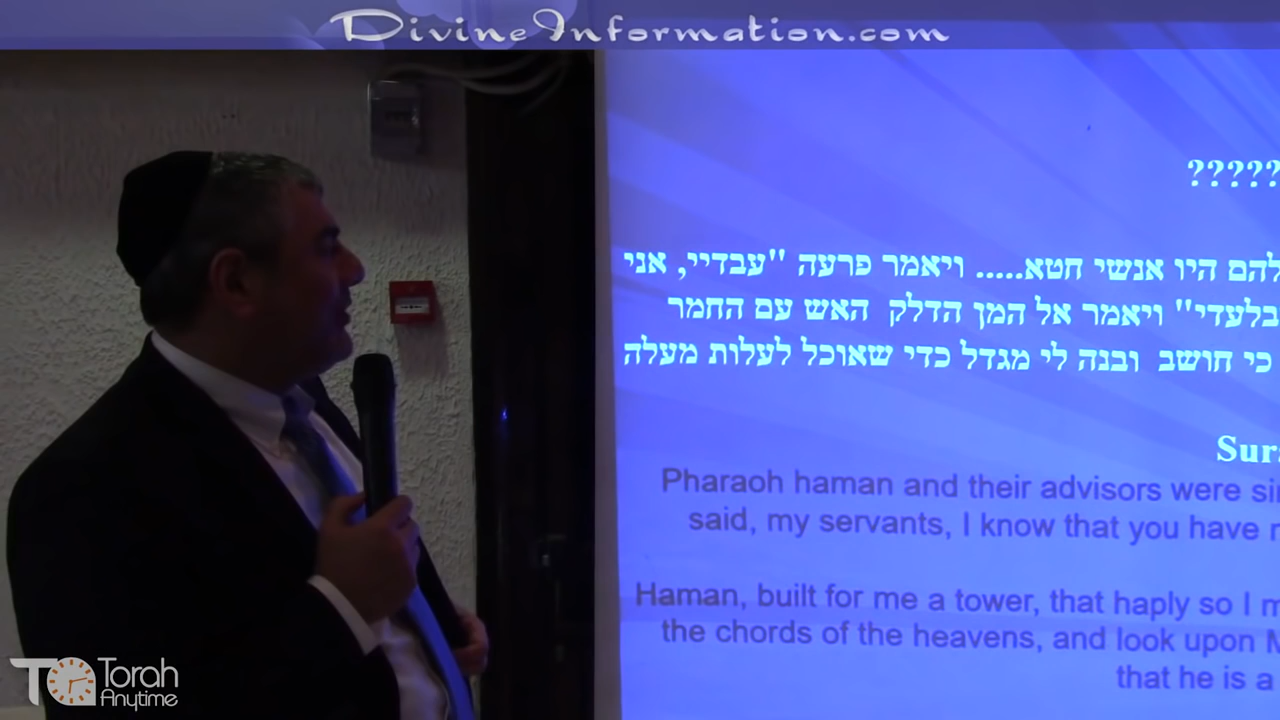 DivineInformation.com
?????
להם היו אנשי חטא..... ויאמר פרעה "עבדיי, אני
בלעדי" ויאמר אל המן הדלק האש עם החמר
כי חושב ובנה לי מגדל כדי שאוכל לעלות מעלה
Sura
Pharaoh haman and their advisors were sin
said, my servants, I know that you have n
Haman, built for me a tower, that haply so I m
the chords of the heavens, and look upon M
that he is a
Torah
Anytime